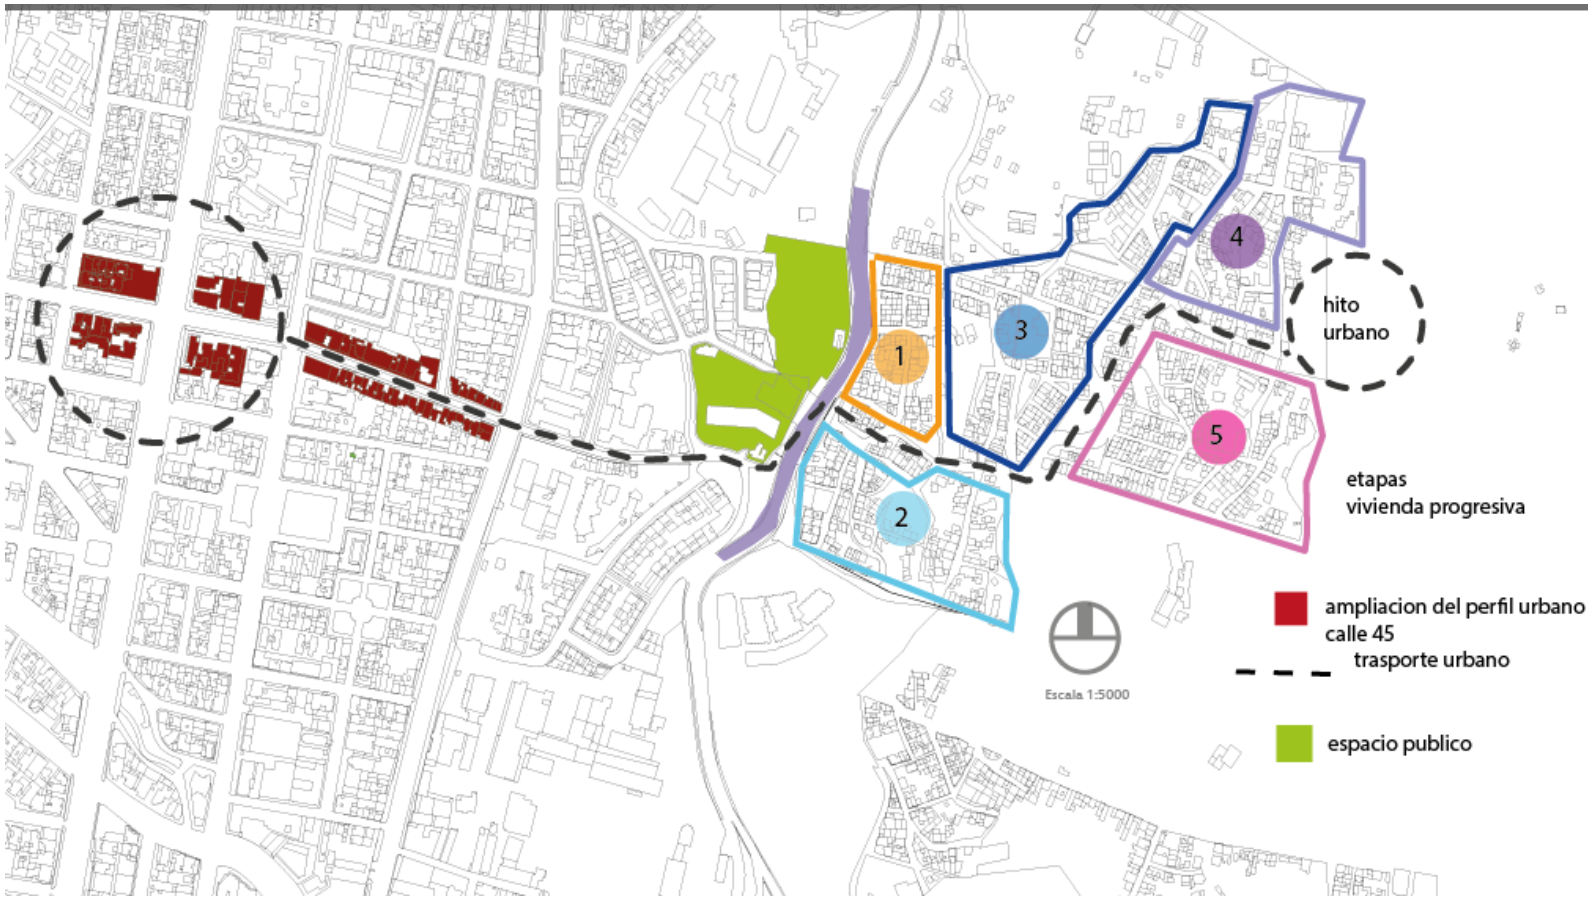 4
hito
urbano
3
1
5
etapas
vivienda progresiva
2
ampliacion del perfil urbano
calle 45
trasporte urbano
Escala 1:5000
espacio publico